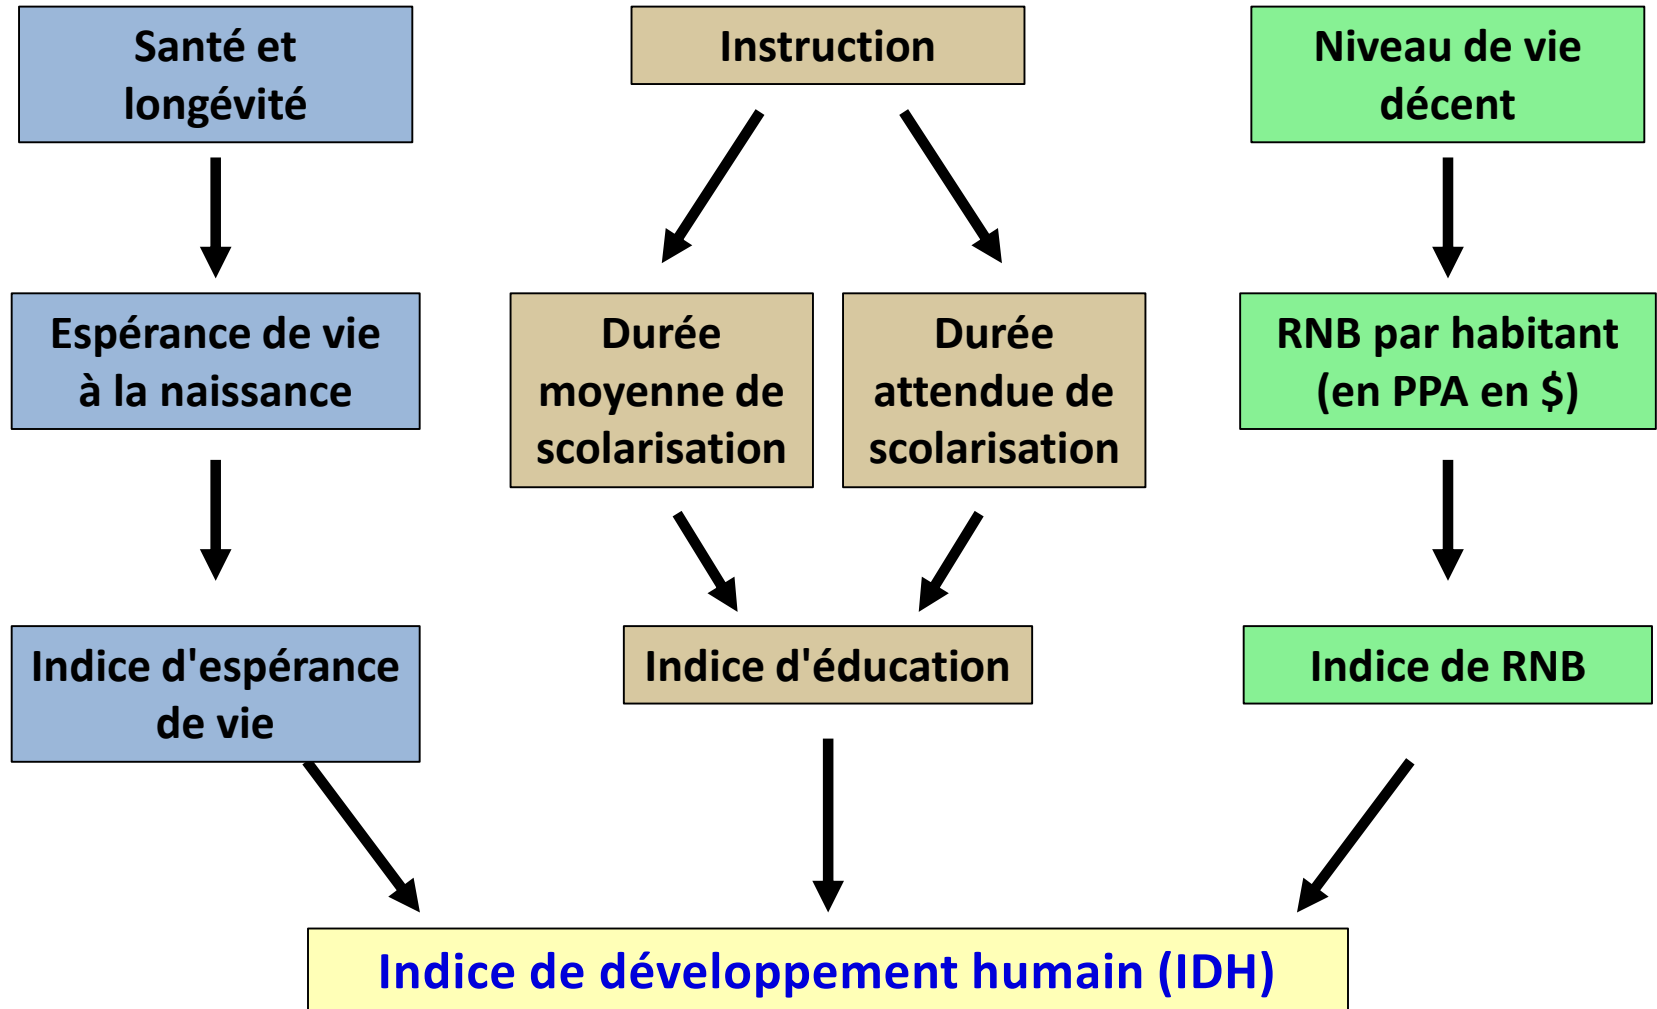 Santé et
longévité
Instruction
Niveau de vie
décent
Espérance de vie
à la naissance
Durée
moyenne de
scolarisation
Durée
attendue de
scolarisation
RNB par habitant
(en PPA en $)
Indice d'espérance
de vie
Indice d'éducation
Indice de RNB
Indice de développement humain (IDH)